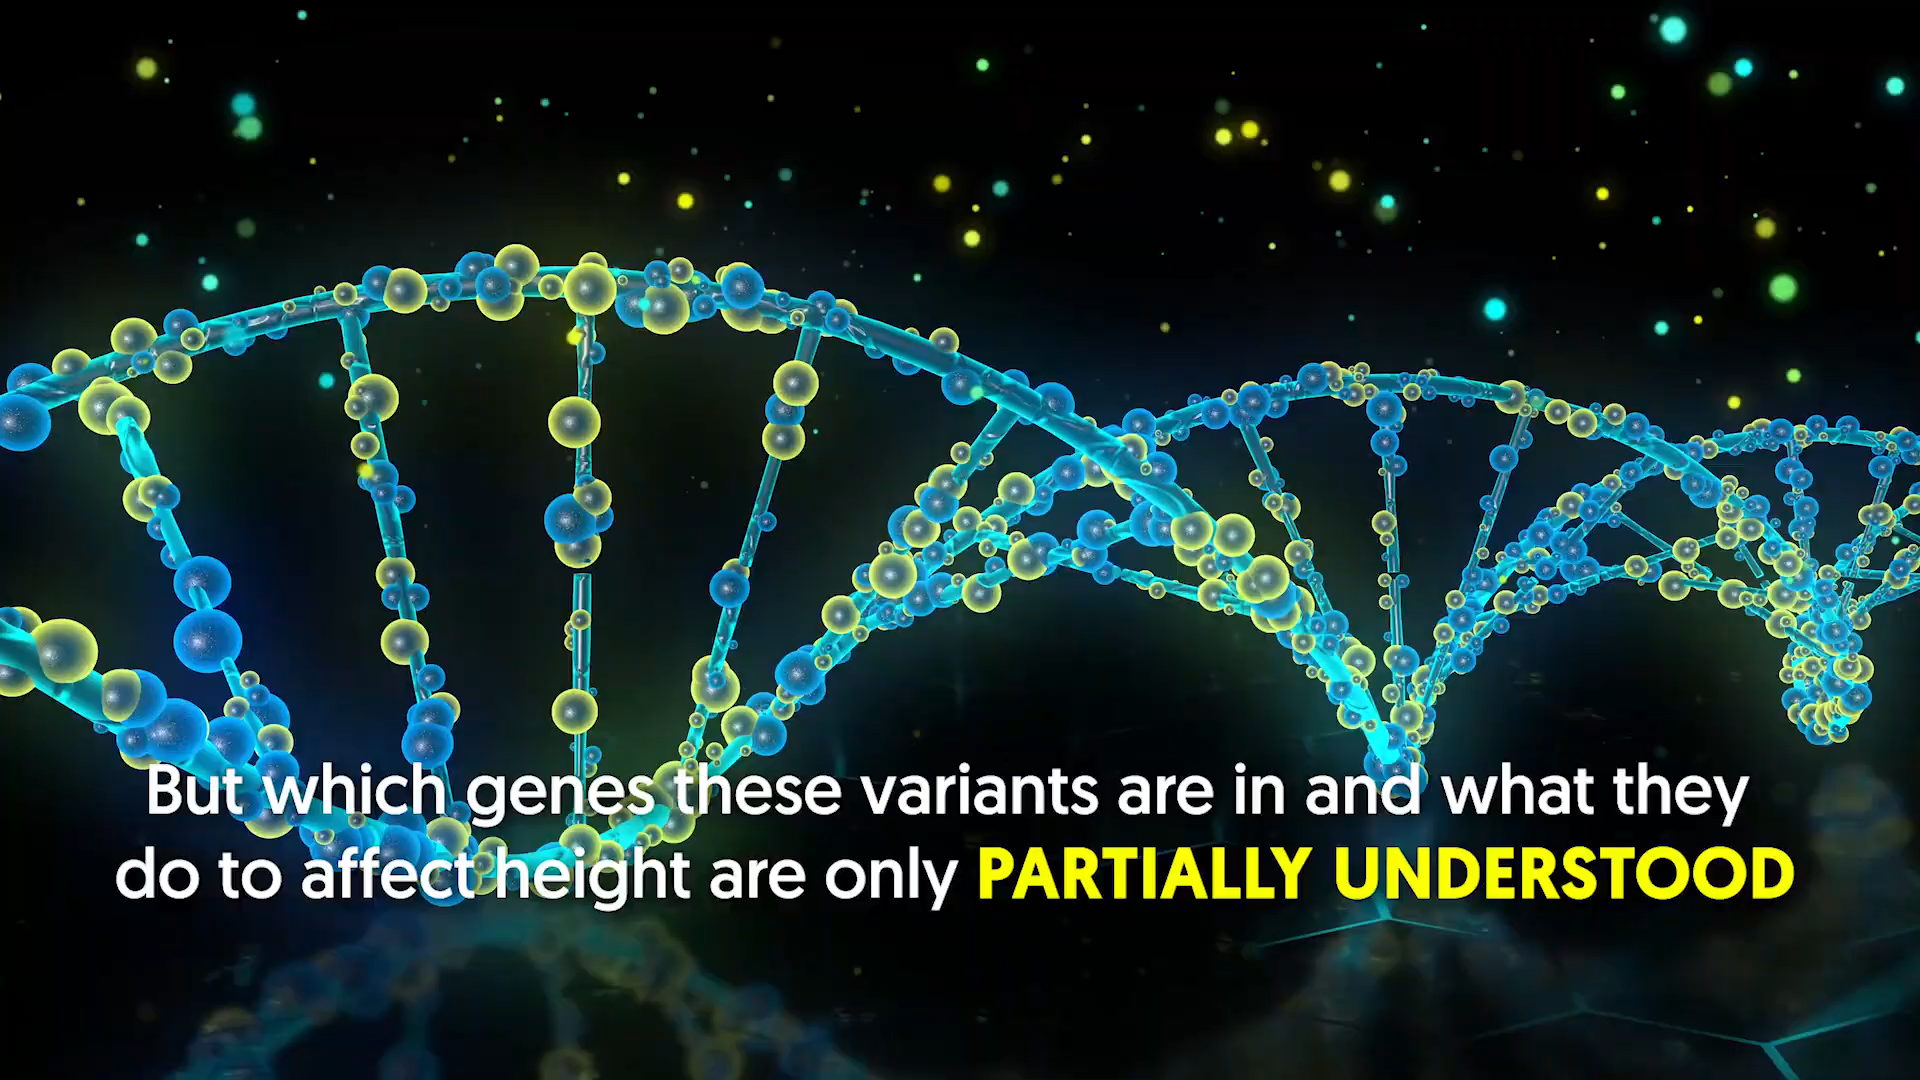 But which genes these variants are in and what they
do to affect height are only PARTIALLY UNDERSTOOD